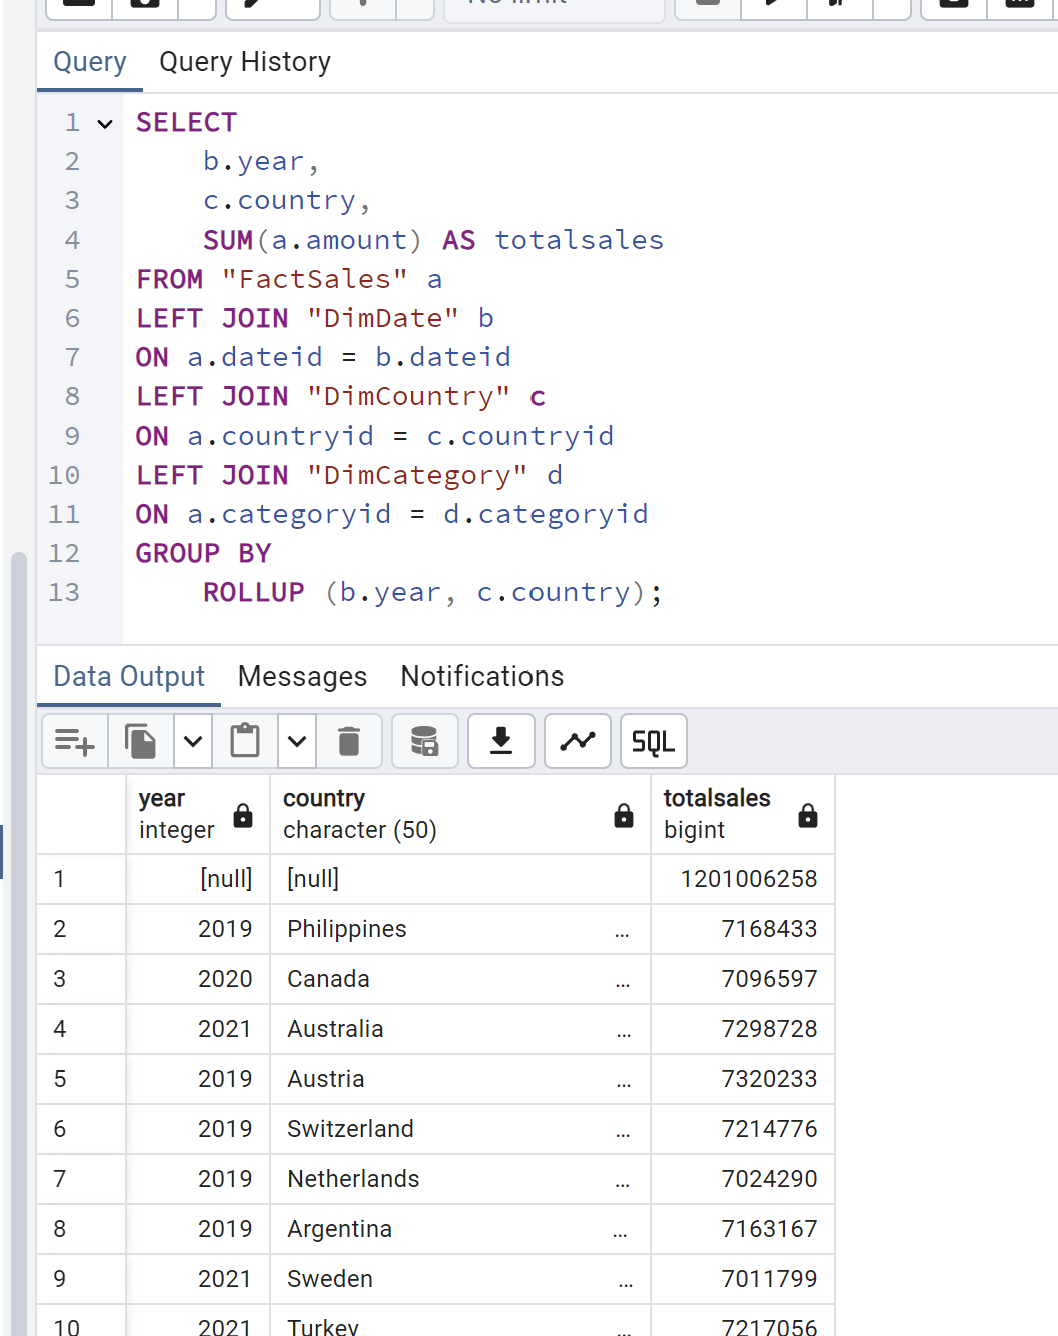 No limit
Query Query History
1 SELECT
2 b.year,
3 c.country,
4 SUM(a.amount) AS totalsales
5 FROM "FactSales" a
6 LEFT JOIN "DimDate" b
7 ON a.dateid = b.dateid
8 LEFT JOIN "DimCountry" c
9 ON a.countryid = c.countryid
10 LEFT JOIN "DimCategory" d
11 ON a.categoryid = d.categoryid
12 GROUP BY
13 ROLLUP (b.year, c.country);
Data Output Messages Notifications
SQL
year country totalsales
integer character (50) bigint
1 [null] [null] 1201006258
2 2019 Philippines ... 7168433
3 2020 Canada ... 7096597
4 2021 Australia ... 7298728
5 2019 Austria ... 7320233
6 2019 Switzerland ... 7214776
7 2019 Netherlands ... 7024290
8 2019 Argentina ... 7163167
9 2021 Sweden ... 7011799
10 2021 Turkey ... 7217056